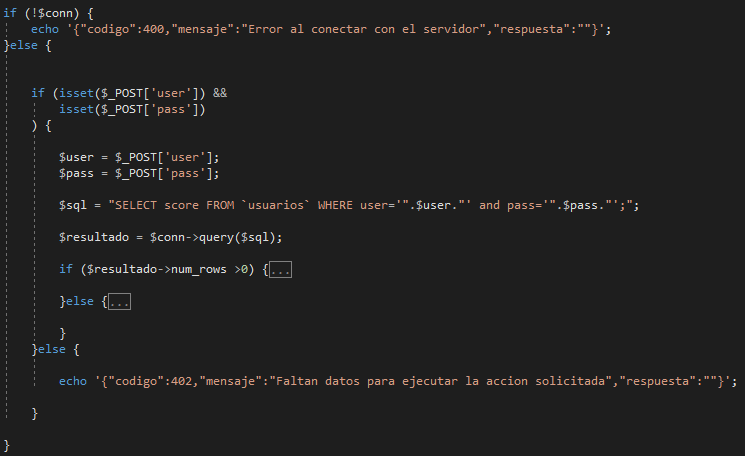 if (!$con) {
    echo '{"codigo":400,"mensaje":"Error al conectar con el servidor","respuesta":""}';
}else {
    if (isset($_POST['user']) &&
        isset($_POST['pass'])
    ) {
        $user = $_POST['user'];
        $pass = $_POST['pass'];
        $sql = "SELECT score FROM `usuarios` WHERE user='".$user."' and pass='".$pass."';";
        $resultado = $conn->query($sql);
        if ($resultado->num_rows >0) {...
        }else {...
        }
    }else {
        echo '{"codigo":402,"mensaje":"Faltan datos para ejecutar la accion solicitada","respuesta":""}';
    }
}